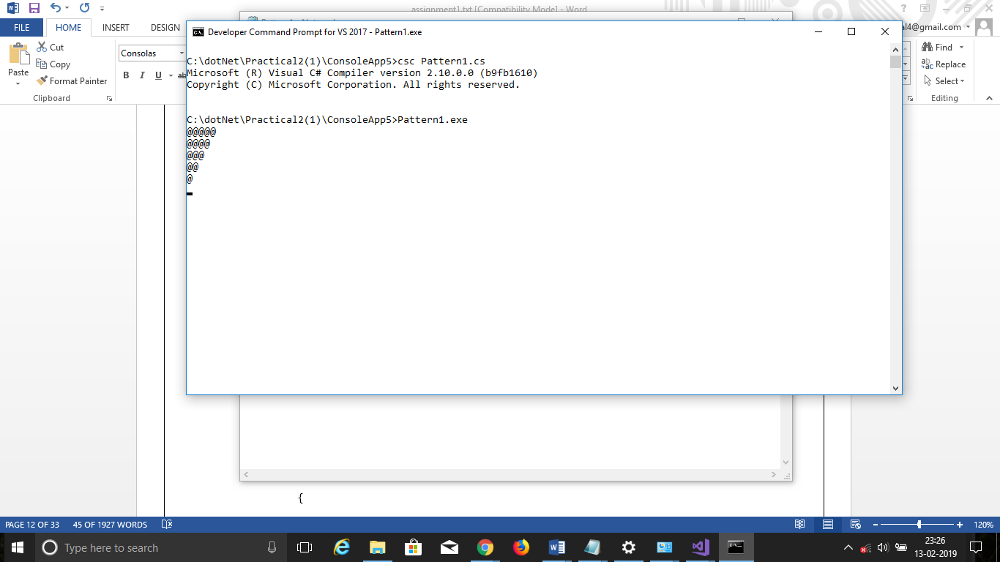 assignment1.txt [Compatibility Mode] - Word
FILE
HOME
INSERT
DESIGN
al4@gmail.com
Cut
Copy
Format Painter
Paste
Clipboard
Consolas
B I U ab
Find
Replace
Select
Editing
Developer Command Prompt for VS 2017 - Pattern1.exe
C:\dotNet\Practical2(1)\ConsoleApp5>csc Pattern1.cs
Microsoft (R) Visual C# Compiler version 2.10.0.0 (b9fb1610)
Copyright (C) Microsoft Corporation. All rights reserved.
C:\dotNet\Practical2(1)\ConsoleApp5>Pattern1.exe
@@@@@
@@@@
@@@
@@
@
{
PAGE 12 OF 33 45 OF 1927 WORDS
120%
Type here to search
23:26
13-02-2019